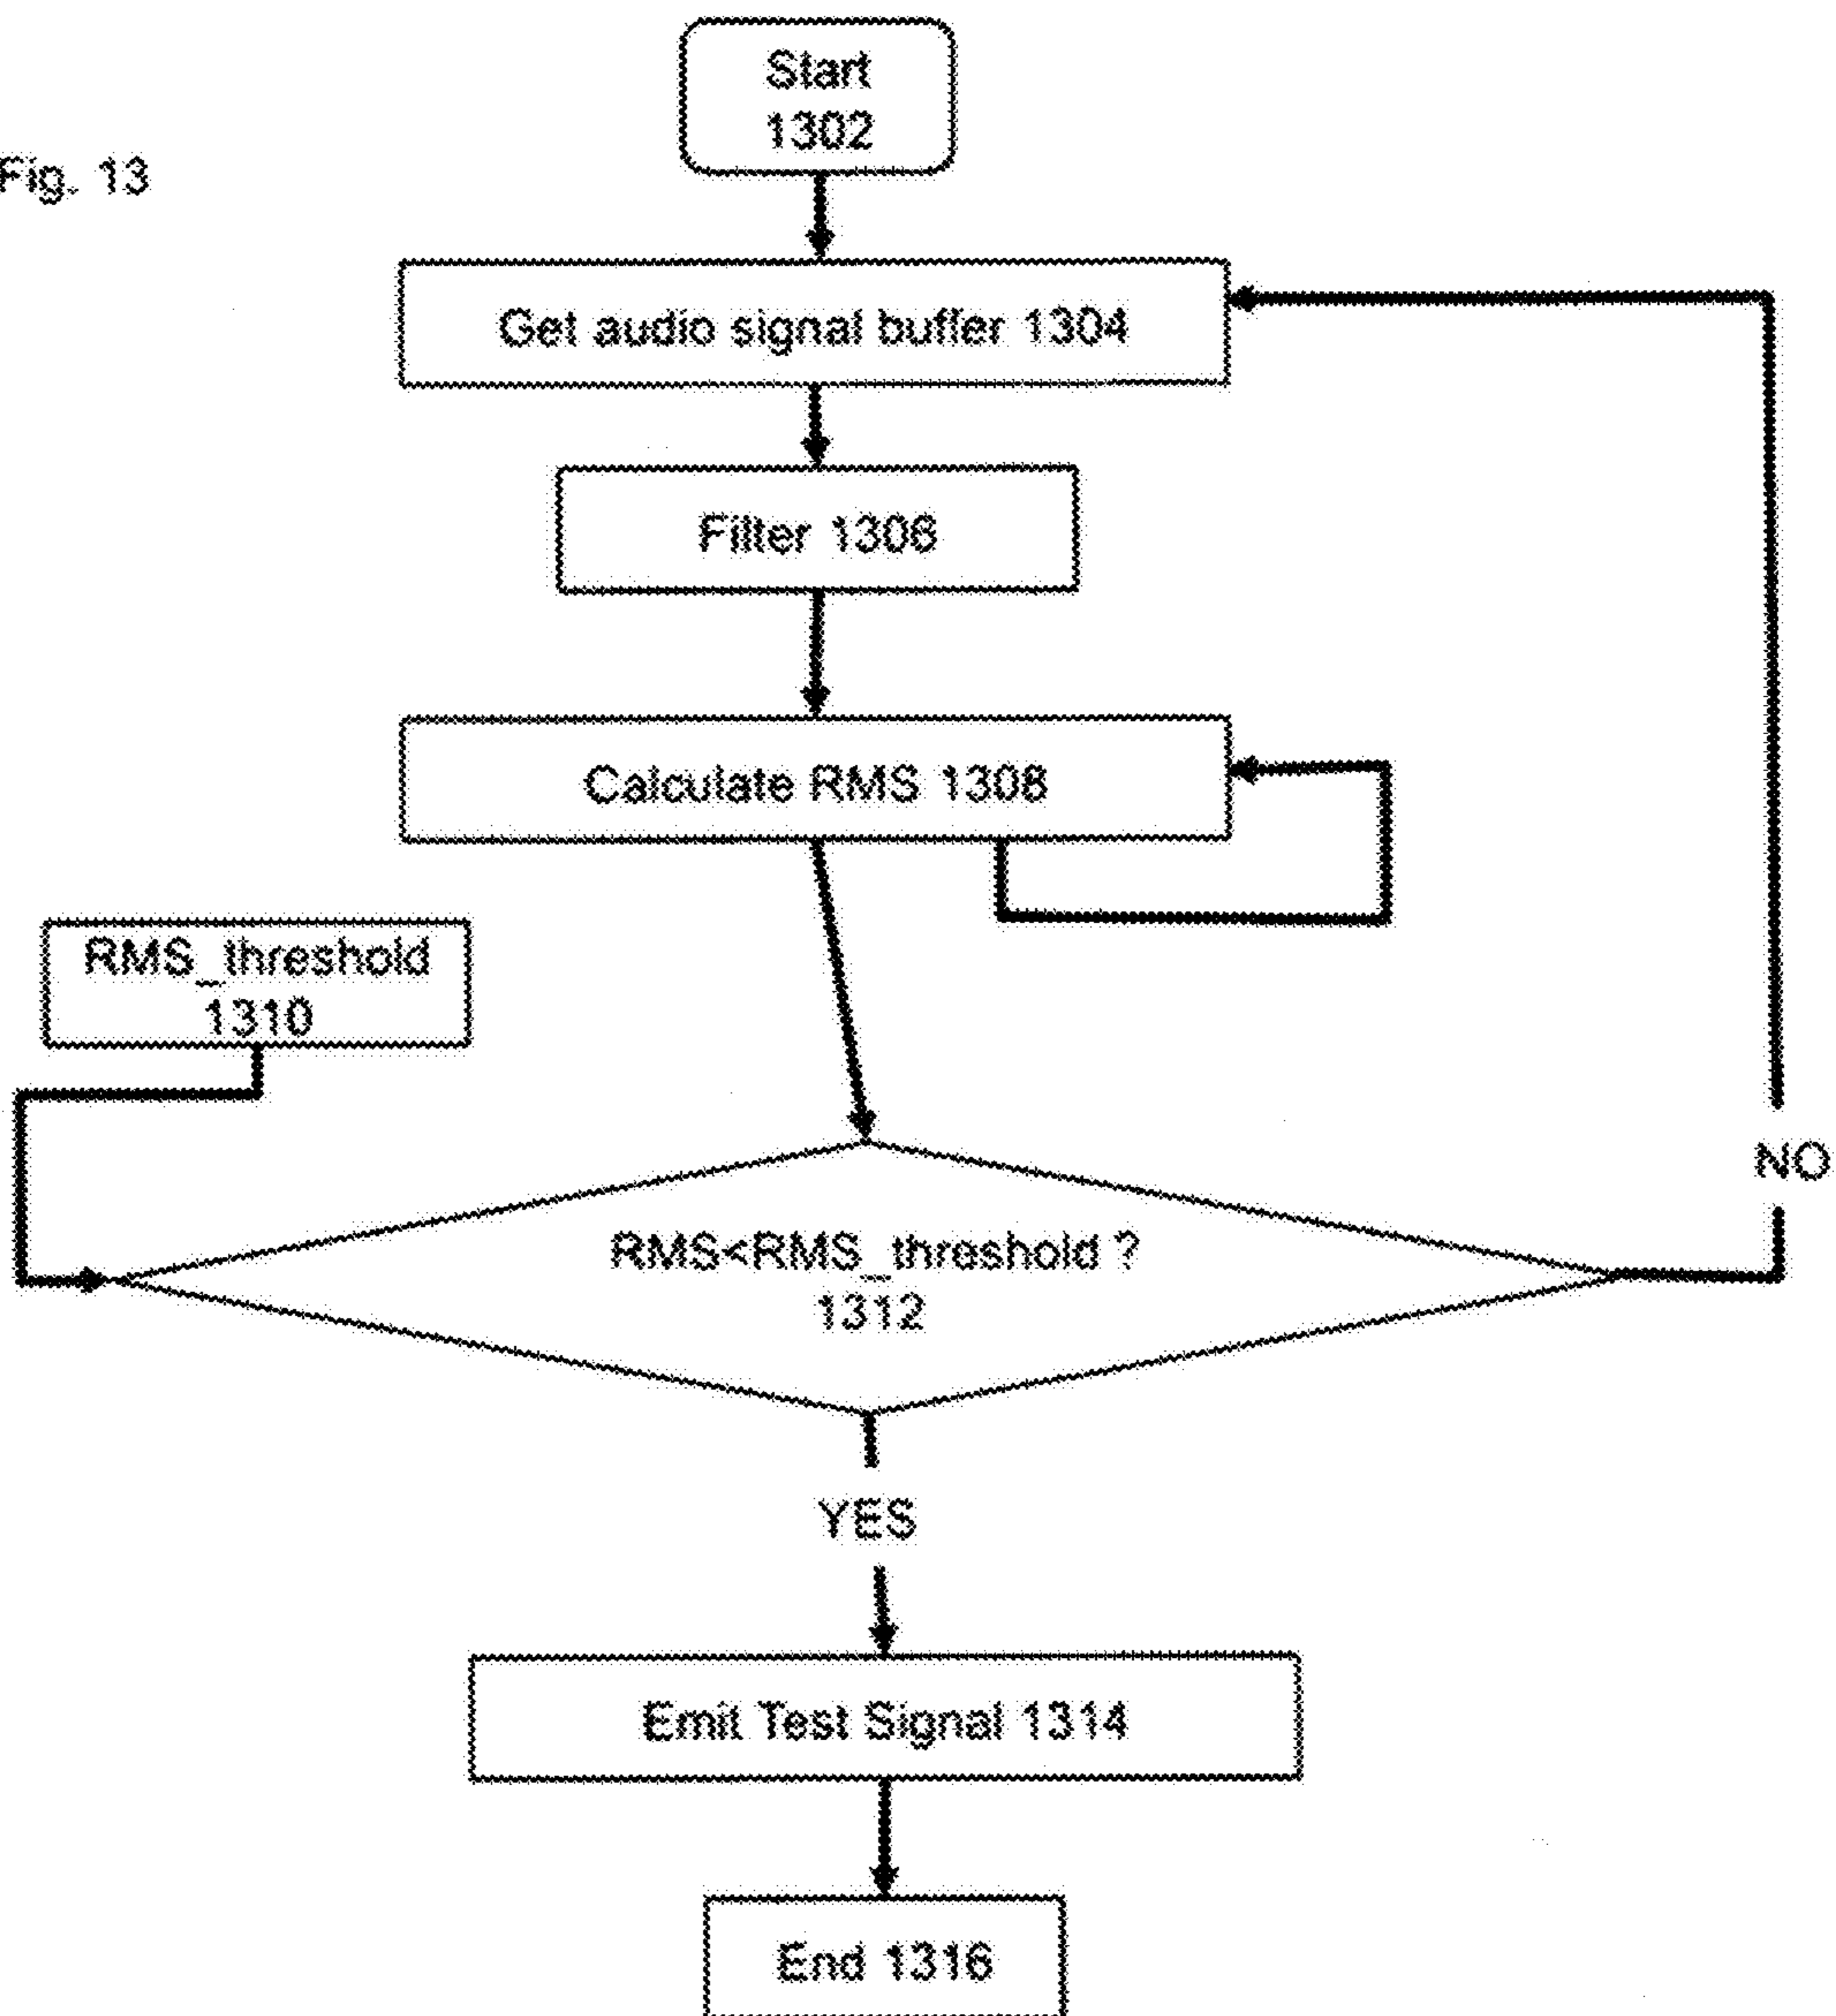 Start
1302
Fig. 13
Get audio signal buffer 1304
Filter 1306
Calculate RMS 1308
RMS_threshold
1310
NO
RMS<RMS_threshold ?
1312
YES
Emit Test Signal 1314
End 1316